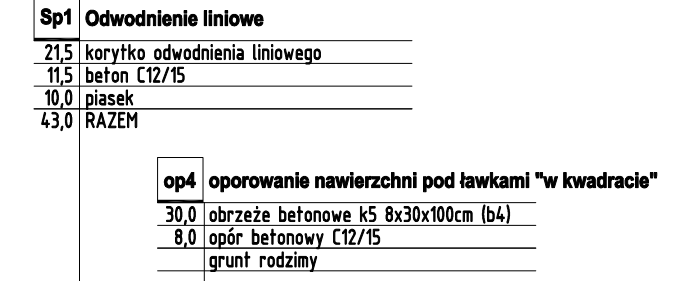 Sp1 Odwodnienie liniowe
21,5 korytko odwodnienia liniowego
11,5 beton C12/15
10,0 piasek
43,0 RAZEM
op4 oporowanie nawierzchni pod ławkami "w kwadracie"
30,0 obrzeże betonowe k5 8x30x100cm (b4)
8,0 opór betonowy C12/15
grunt rodzimy